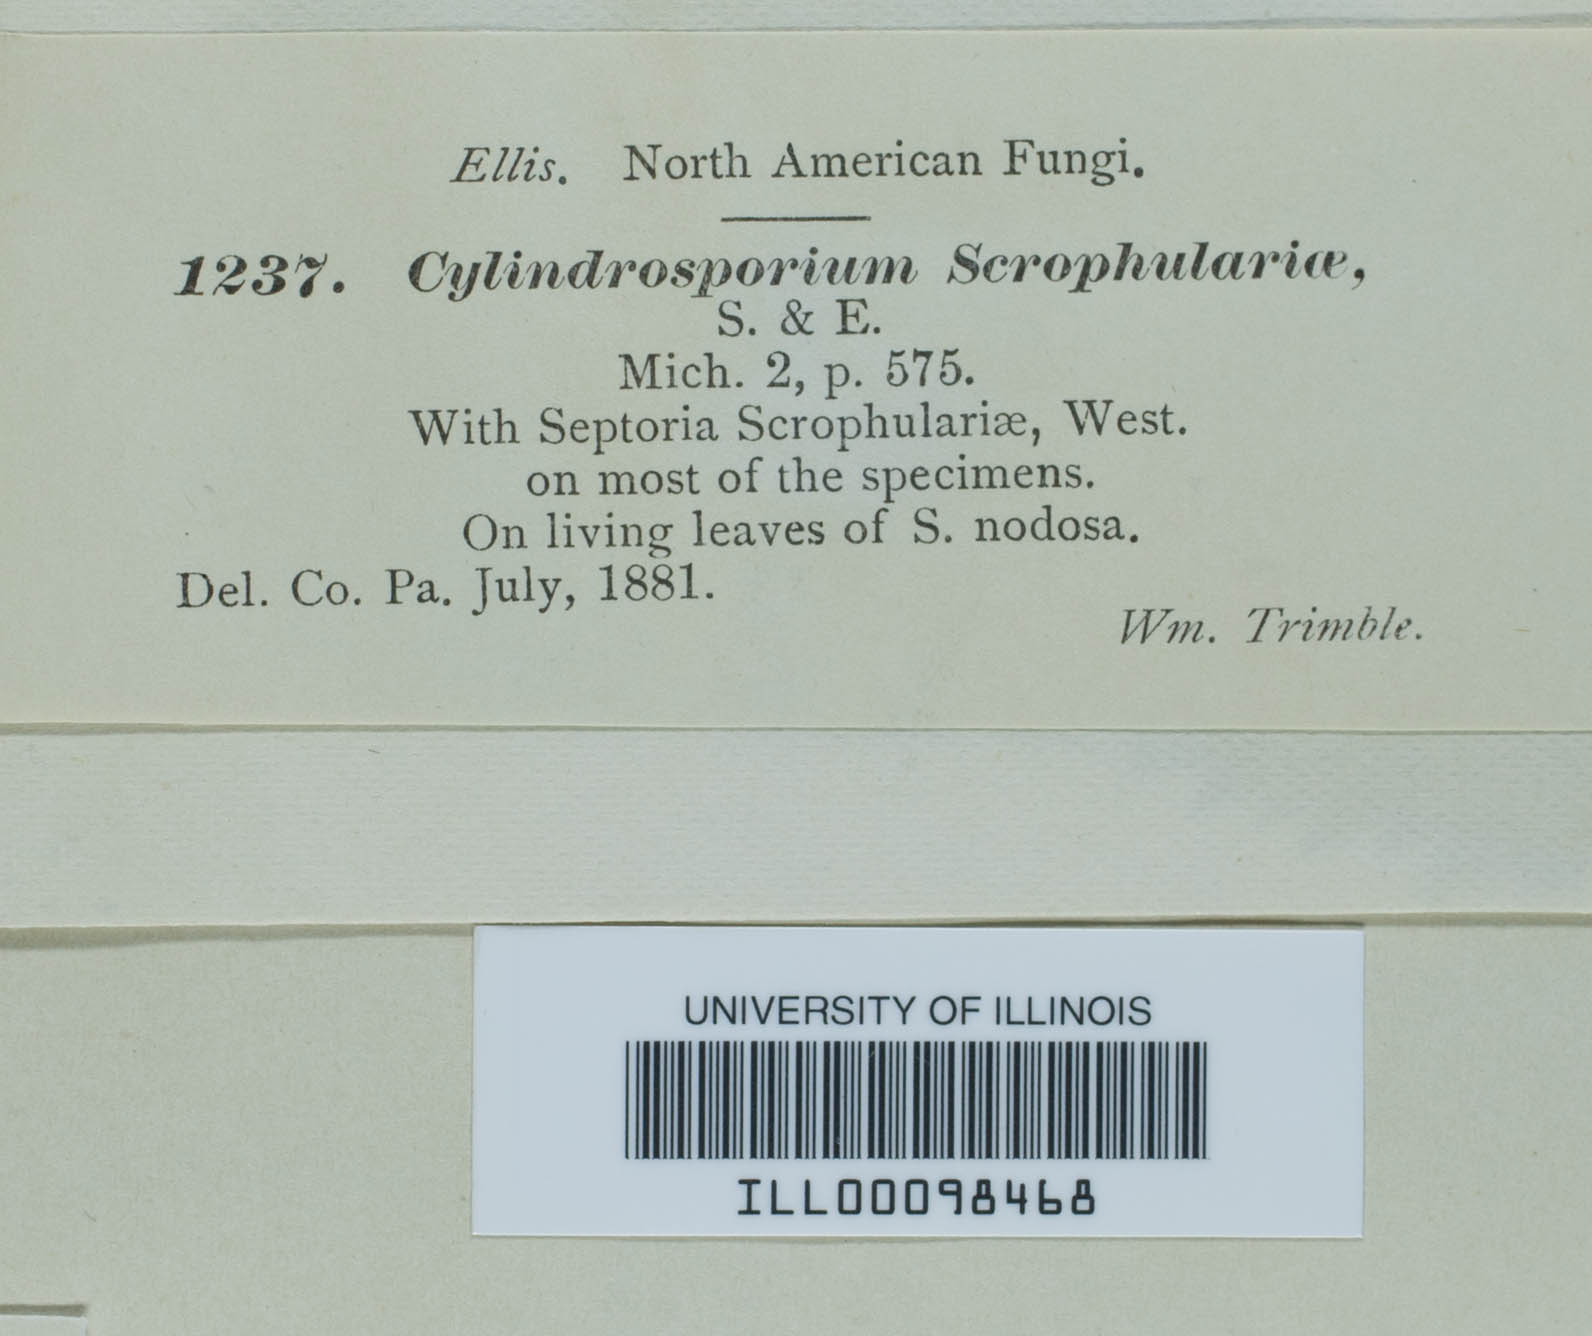 Ellis. North American Fungi.
1237. Cylindrosporium Scrophulariæ,
S. & E.
Mich. 2, p. 575.
With Septoria Scrophulariæ, West.
on most of the specimens.
On living leaves of S. nodosa.
Del. Co. Pa. July, 1881.
Wm. Trimble.
UNIVERSITY OF ILLINOIS
ILL00098468